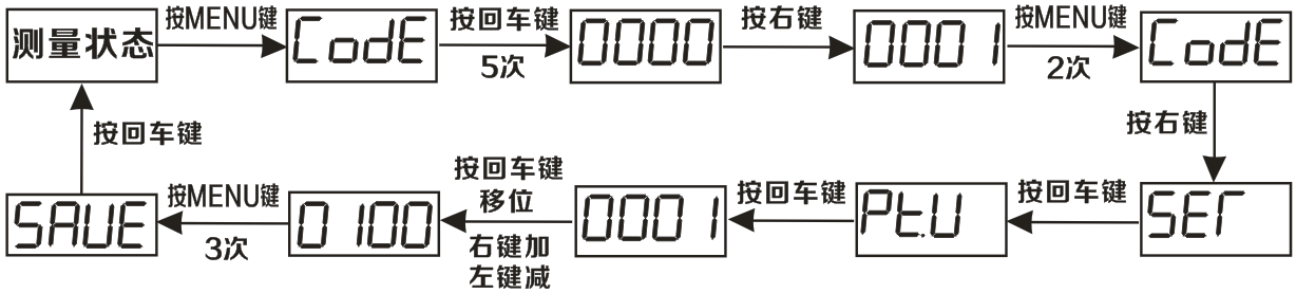 测量状态
按MENU键
CodE
按回车键
5次
0000
按右键
0001
按MENU键
2次
CodE
按右键
SET
按回车键
Pt.U
按回车键
0001
按回车键
移位
右键加
左键减
0100
按MENU键
3次
SAVE
按回车键